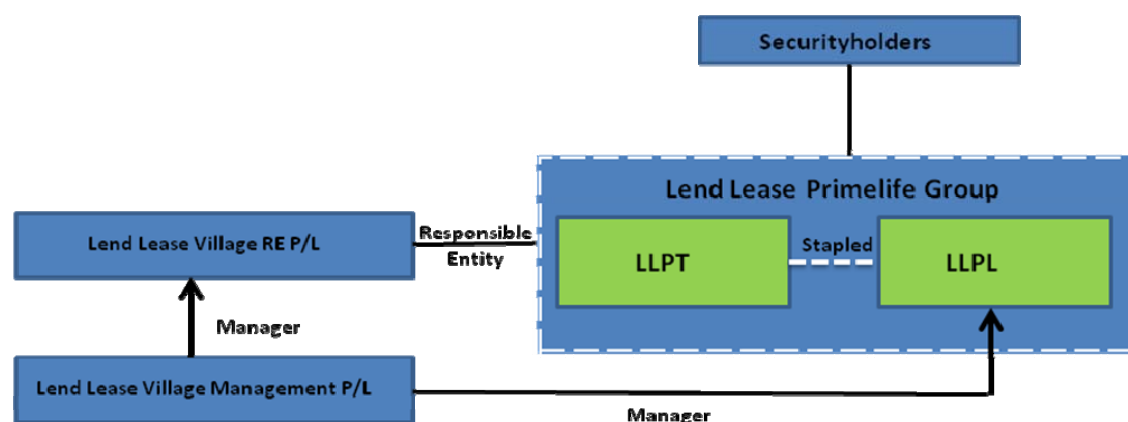 Securityholders
Lend Lease Primelife Group
Lend Lease Village RE P/L
Responsible
Entity
LLPT
Stapled
LLPL
Manager
Lend Lease Village Management P/L
Manager